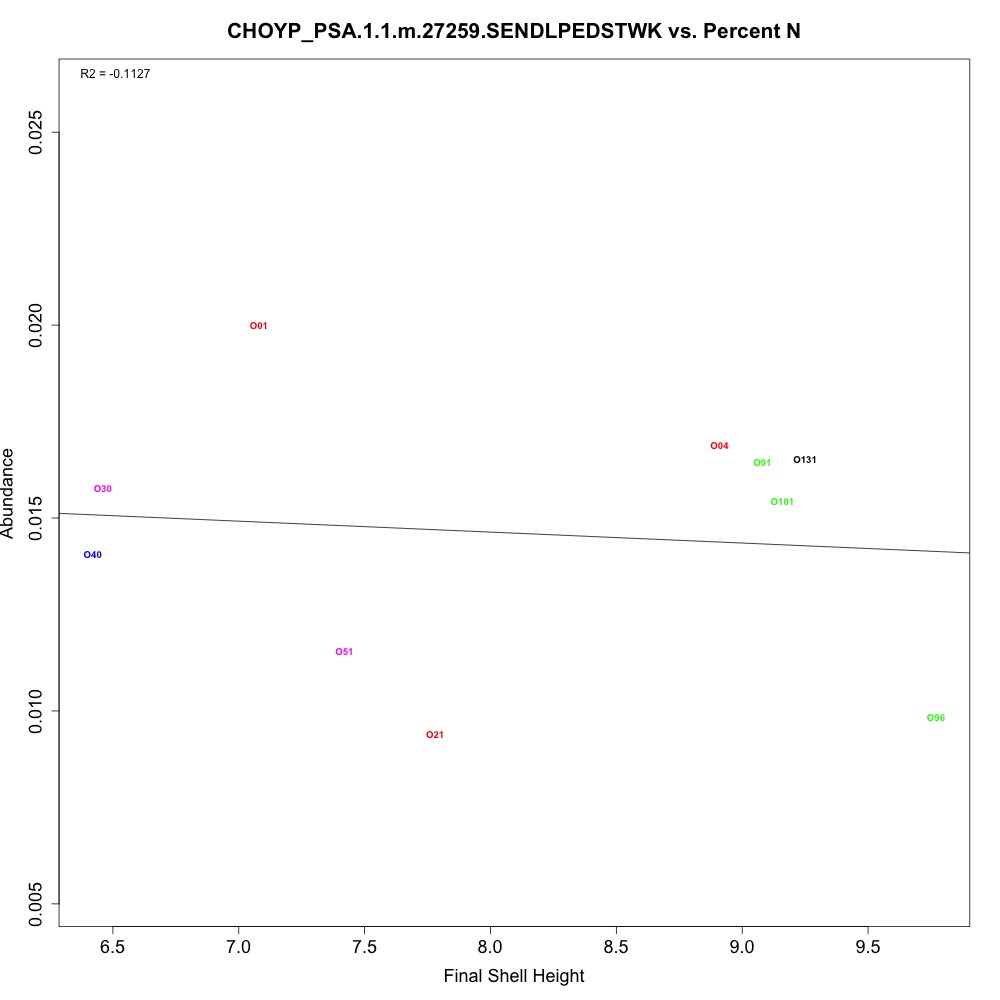 CHOYP_PSA.1.1.m.27259.SENDLPEDSTWK vs. Percent N
R2 = -0.1127
0.025
0.020
0.015
0.010
0.005
Abundance
O01
O04
O91
O131
O30
O101
O40
O51
O96
O21
6.5 7.0 7.5 8.0 8.5 9.0 9.5
Final Shell Height